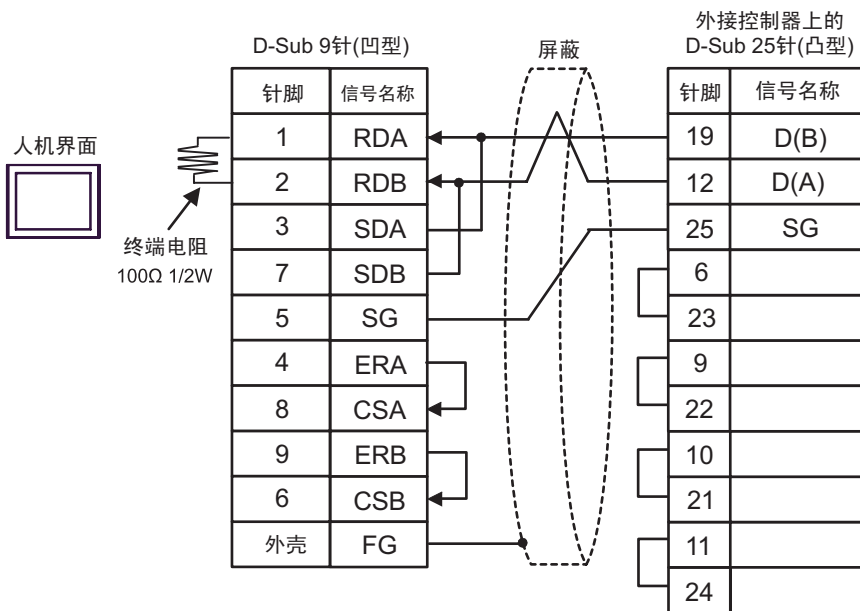 外接控制器上的
D-Sub 9针(凹型)
屏蔽
D-Sub 25针(凸型)
针脚 信号名称
1 RDA
2 RDB
3 SDA
7 SDB
5 SG
4 ERA
8 CSA
9 ERB
6 CSB
外壳 FG
人机界面
终端电阻
100Ω 1/2W
针脚 信号名称
19 D(B)
12 D(A)
25 SG
6
23
9
22
10
21
11
24